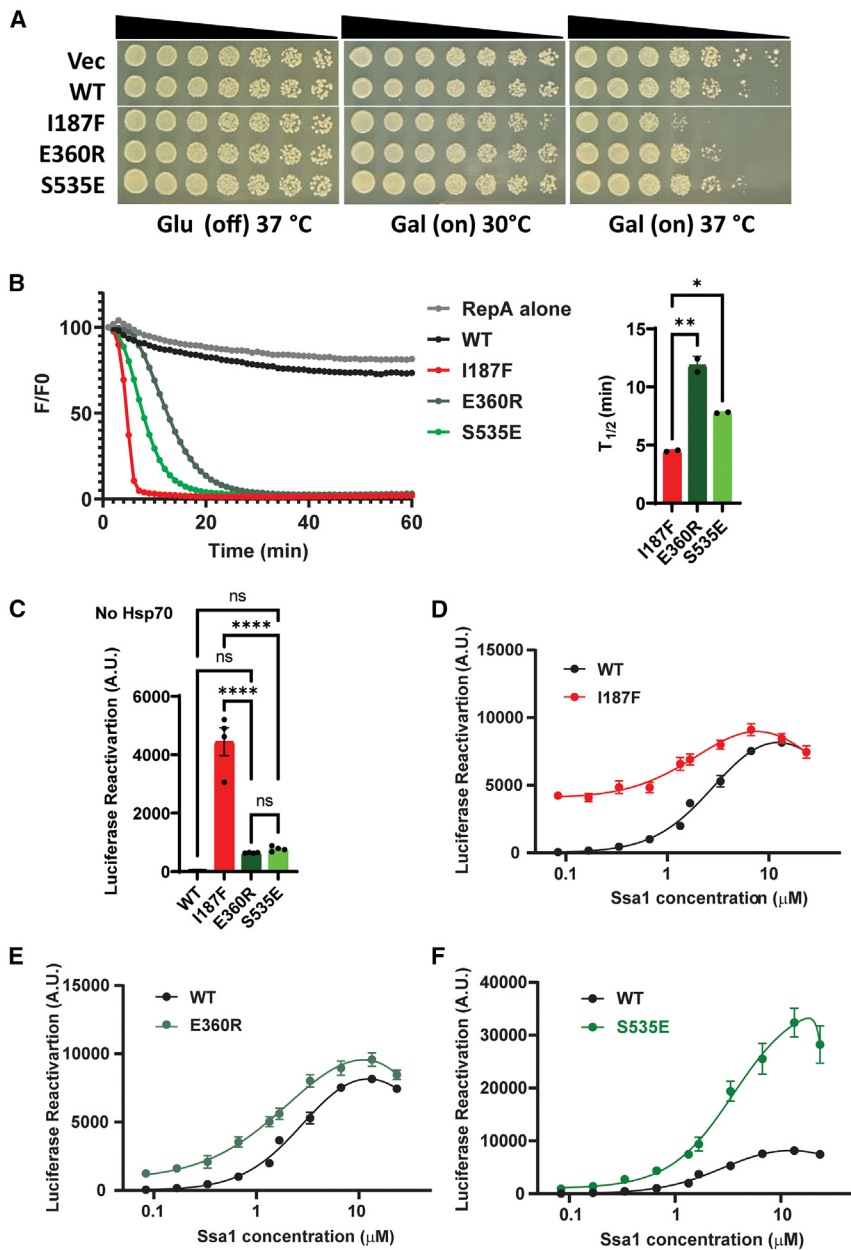 A
Vec
WT
I187F
E360R
S535E
Glu (off) 37 °C
Gal (on) 30°C
Gal (on) 37 °C
B
100
50
0
F/F0
0
20
40
60
Time (min)
RepA alone
WT
I187F
E360R
S535E
*
**
15
10
5
0
T1/2 (min)
I187F
E360R
S535E
C
No Hsp70
ns
****
ns
****
ns
6000
4000
2000
0
Luciferase Reactivartion (A.U.)
WT
I187F
E360R
S535E
D
15000
10000
5000
0
Luciferase Reactivartion (A.U.)
WT
I187F
0.1
1
10
Ssa1 concentration (μM)
E
15000
10000
5000
0
Luciferase Reactivartion (A.U.)
WT
E360R
0.1
1
10
Ssa1 concentration (μM)
F
40000
30000
20000
10000
0
Luciferase Reactivation (A.U.)
WT
S535E
0.1
1
10
Ssa1 concentration (μM)